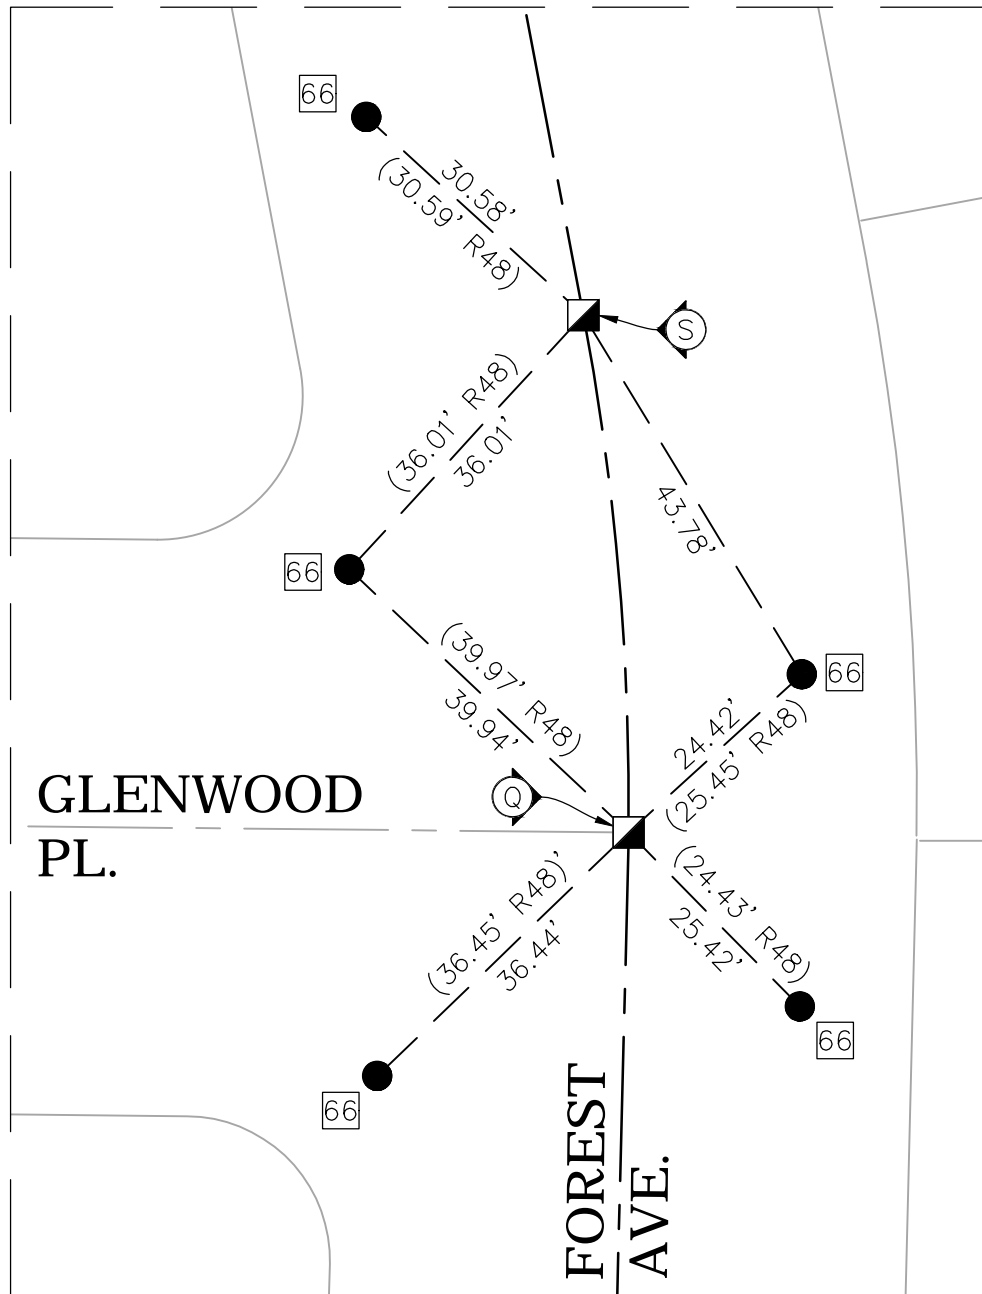 66
30.58'
(30.59' R48)
S
(36.01' R48)
36.01'
43.78'
66
(39.97' R48)
39.94'
66
24.42'
(25.45' R48)
GLENWOOD
PL.
Q
(36.45' R48)'
36.44'
(24.43' R48)
25.42'
66
66
FOREST
AVE.